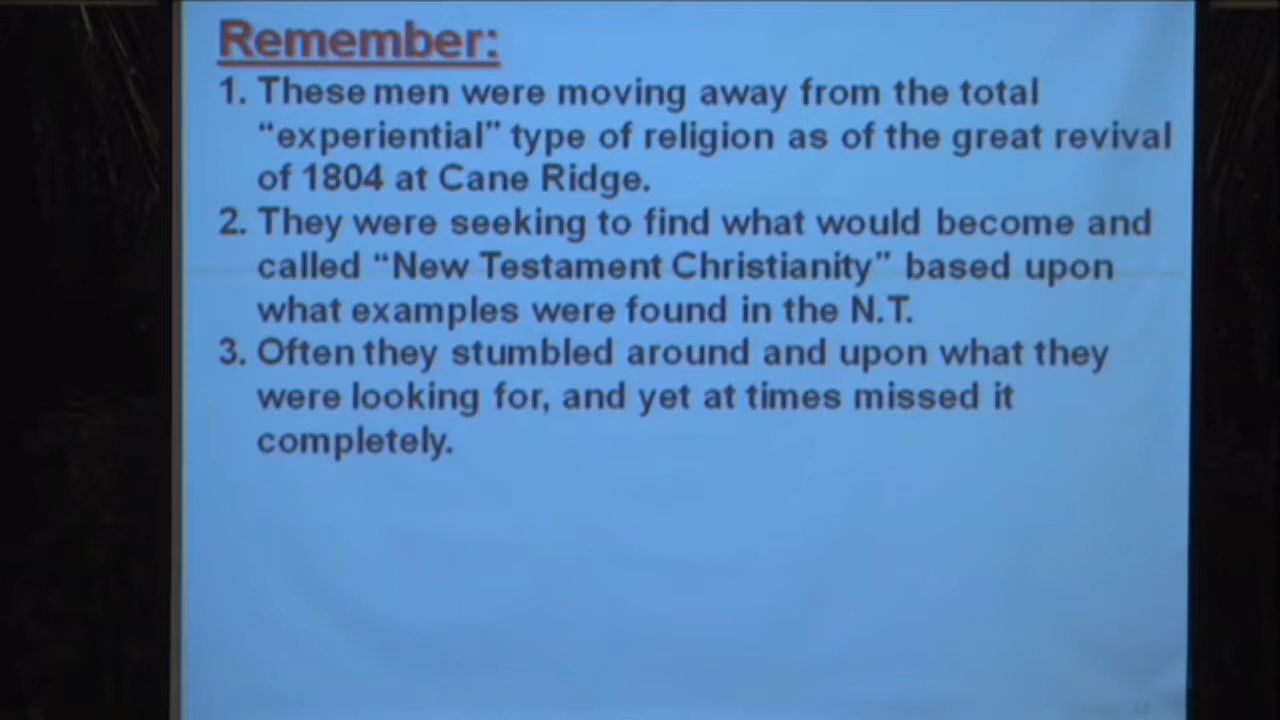 Remember:
1. These men were moving away from the total
“experiential” type of religion as of the great revival
of 1804 at Cane Ridge.
2. They were seeking to find what would become and
called “New Testament Christianity” based upon
what examples were found in the N.T.
3. Often they stumbled around and upon what they
were looking for, and yet at times missed it
completely.